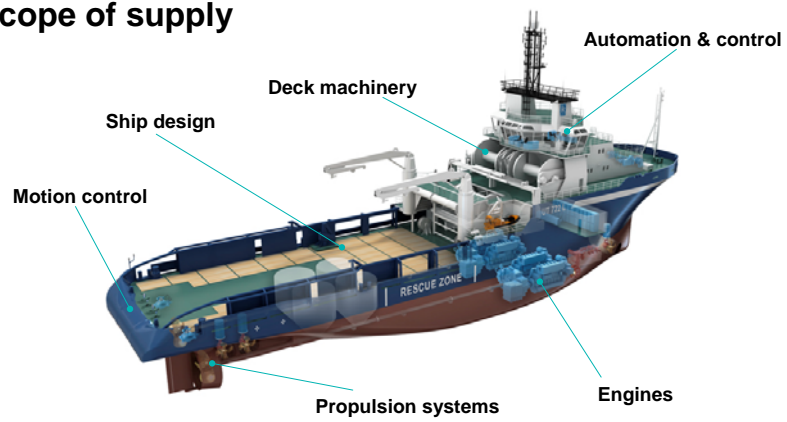 cope of supply
Automation & control
Deck machinery
Ship design
Motion control
RESCUE ZONE
Engines
Propulsion systems